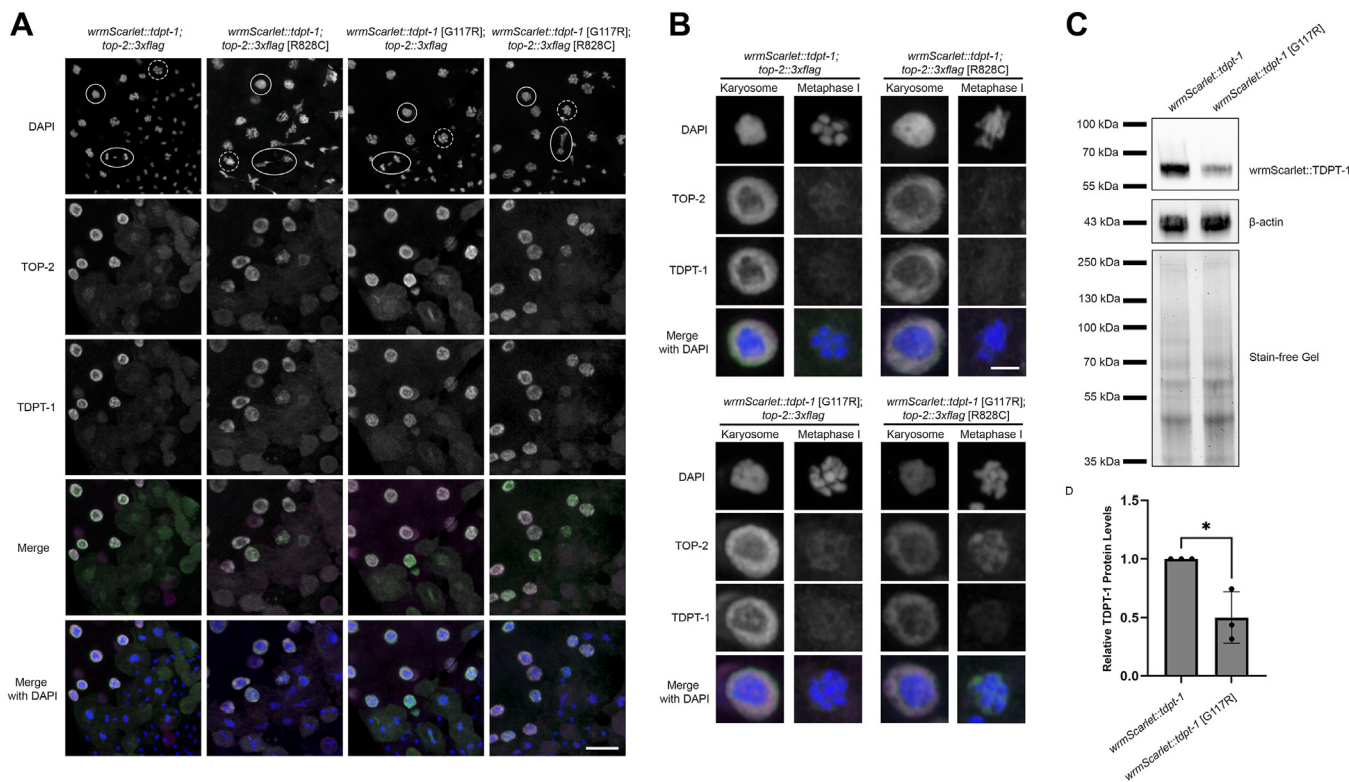 A
wrmScarlet::tdpt-1;
top-2::3xflag
wrmScarlet::tdpt-1;
top-2::3xflag [R828C]
wrmScarlet::tdpt-1 [G117R];
top-2::3xflag
wrmScarlet::tdpt-1 [G117R];
top-2::3xflag [R828C]
DAPI
TOP-2
TDPT-1
Merge
Merge
with DAPI
B
wrmScarlet::tdpt-1;
top-2::3xflag
wrmScarlet::tdpt-1;
top-2::3xflag [R828C]
Karyosome
Metaphase I
Karyosome
Metaphase I
DAPI
TOP-2
TDPT-1
Merge
with DAPI
wrmScarlet::tdpt-1 [G117R];
top-2::3xflag
wrmScarlet::tdpt-1 [G117R];
top-2::3xflag [R828C]
Karyosome
Metaphase I
Karyosome
Metaphase I
DAPI
TOP-2
TDPT-1
Merge
with DAPI
C
wrmScarlet::tdpt-1
wrmScarlet::tdpt-1 [G117R]
100 kDa
70 kDa
55 kDa
wrmScarlet::TDPT-1
43 kDa
β-actin
250 kDa
130 kDa
100 kDa
70 kDa
55 kDa
35 kDa
Stain-free Gel
D
Relative TDPT-1 Protein Levels
1.5
1.0
0.5
0.0
*
wrmScarlet::tdpt-1
wrmScarlet::tdpt-1 [G117R]